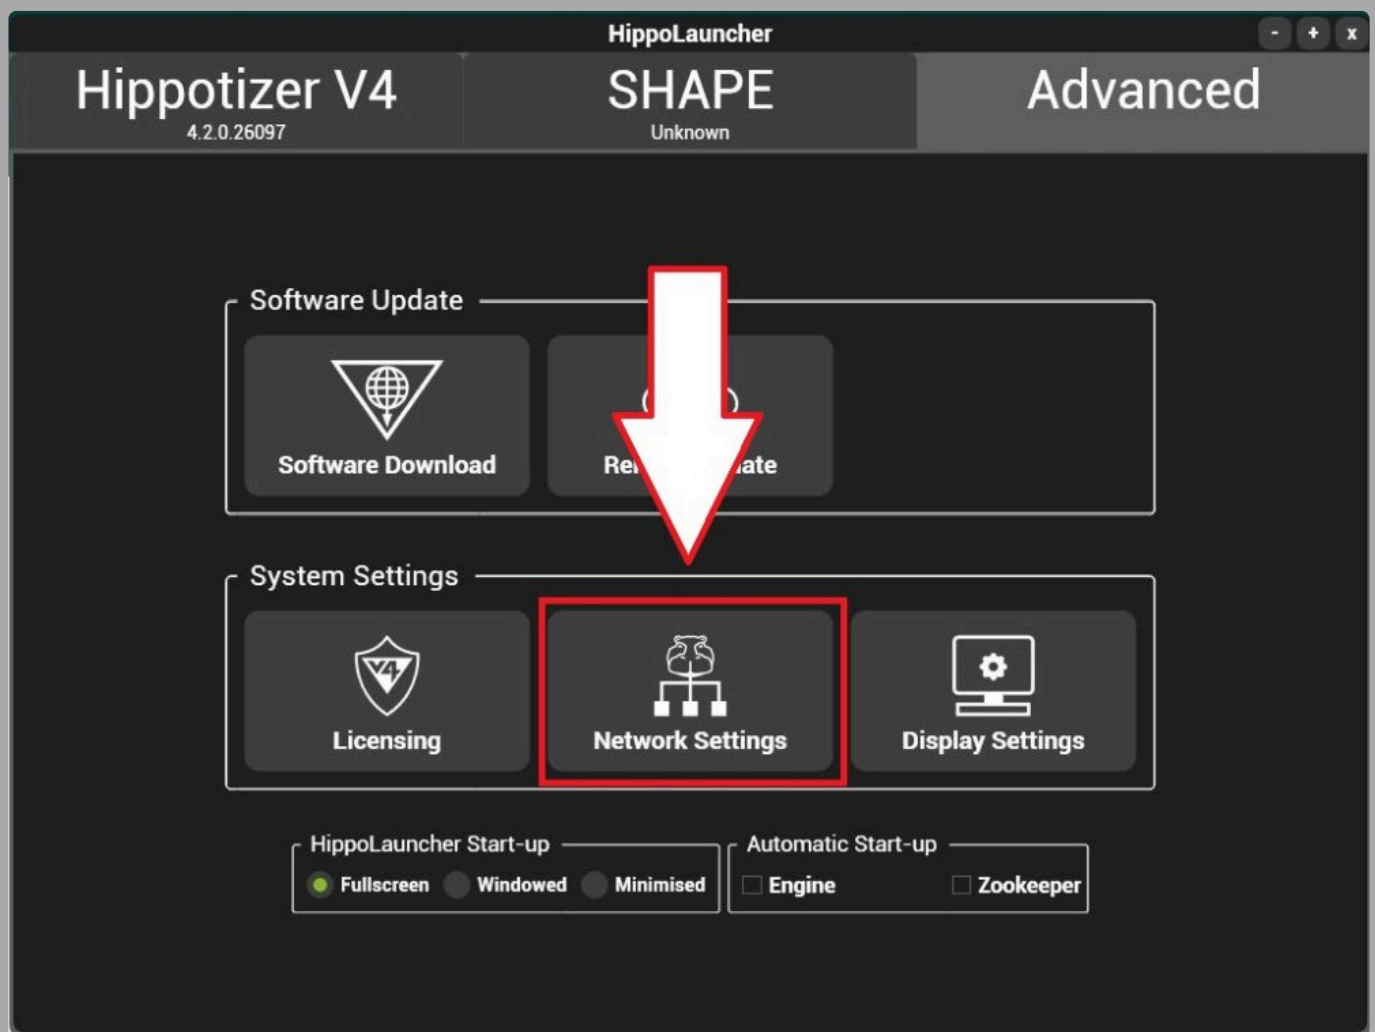 HippoLauncher
- + x
Hippotizer V4
4.2.0.26097
SHAPE
Unknown
Advanced
Software Update
Software Download
System Settings
V4
Licensing
Network Settings
Display Settings
HippoLauncher Start-up
Fullscreen Windowed Minimised
Automatic Start-up
Engine Zookeeper